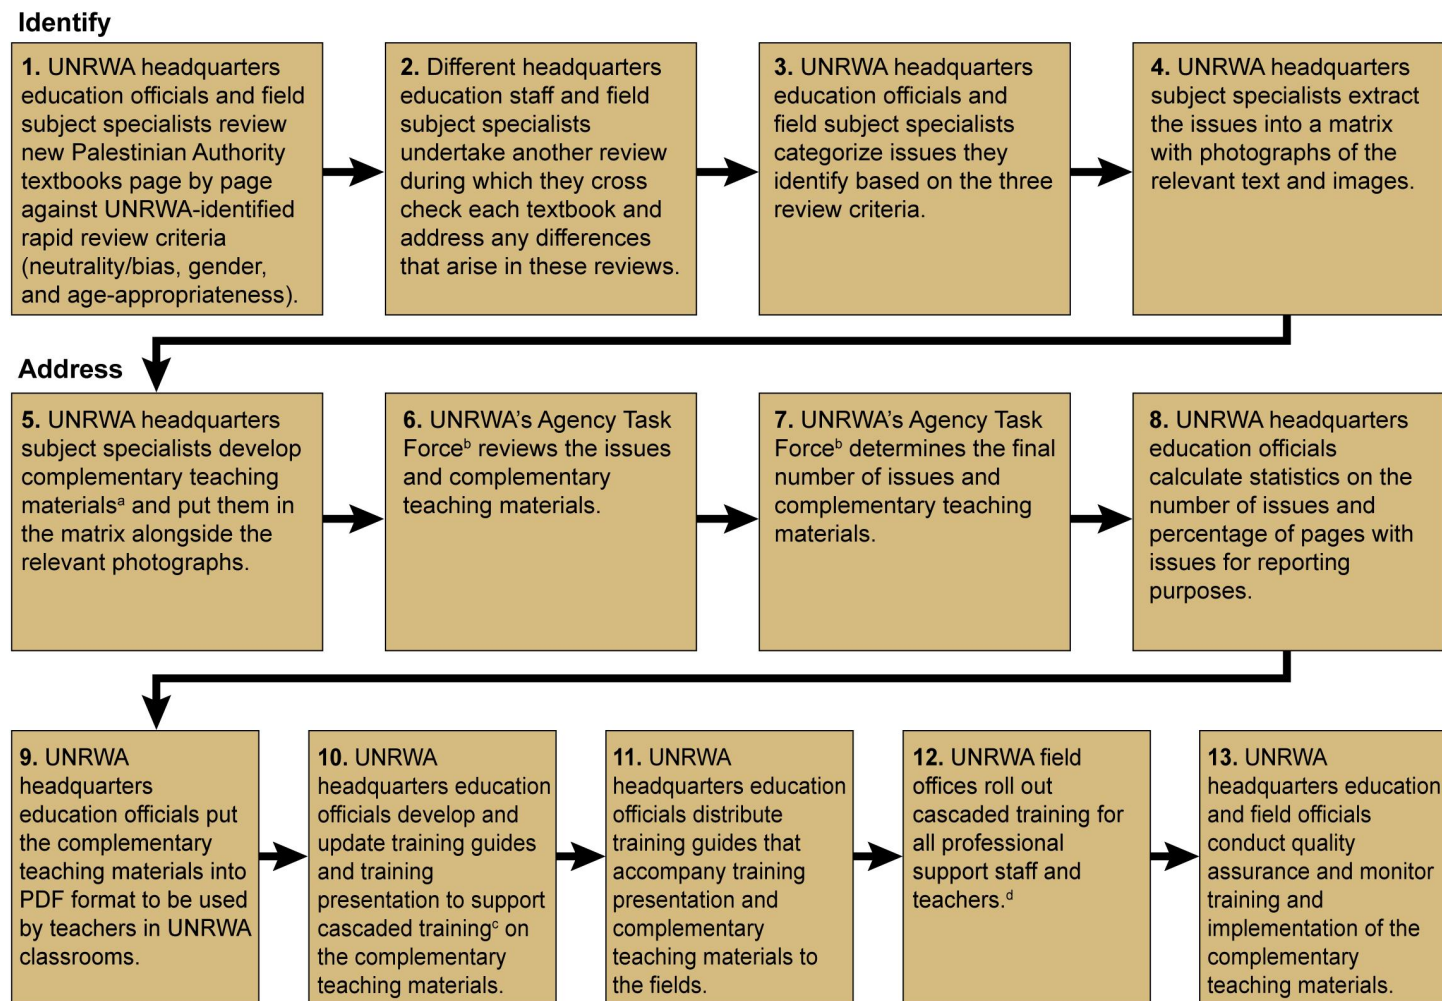 Identify
1. UNRWA headquarters
education officials and field
subject specialists review
new Palestinian Authority
textbooks page by page
against UNRWA-identified
rapid review criteria
(neutrality/bias, gender,
and age-appropriateness).
2. Different headquarters
education staff and field
subject specialists
undertake another review
during which they cross
check each textbook and
address any differences
that arise in these reviews.
3. UNRWA headquarters
education officials and
field subject specialists
categorize issues they
identify based on the three
review criteria.
4. UNRWA headquarters
subject specialists extract
the issues into a matrix
with photographs of the
relevant text and images.
Address
5. UNRWA headquarters
subject specialists develop
complementary teaching
materialsᵃ and put them in
the matrix alongside the
relevant photographs.
6. UNRWA's Agency Task
Forceᵇ reviews the issues
and complementary
teaching materials.
7. UNRWA's Agency Task
Forceᵇ determines the final
number of issues and
complementary teaching
materials.
8. UNRWA headquarters
education officials
calculate statistics on the
number of issues and
percentage of pages with
issues for reporting
purposes.
9. UNRWA
headquarters
education officials put
the complementary
teaching materials into
PDF format to be used
by teachers in UNRWA
classrooms.
10. UNRWA
headquarters education
officials develop and
update training guides
and training
presentation to support
cascaded trainingᶜ on
the complementary
teaching materials.
11. UNRWA
headquarters education
officials distribute
training guides that
accompany training
presentation and
complementary
teaching materials to
the fields.
12. UNRWA field
offices roll out
cascaded training for
all professional
support staff and
teachers.ᵈ
13. UNRWA
headquarters education
and field officials
conduct quality
assurance and monitor
training and
implementation of the
complementary
teaching materials.